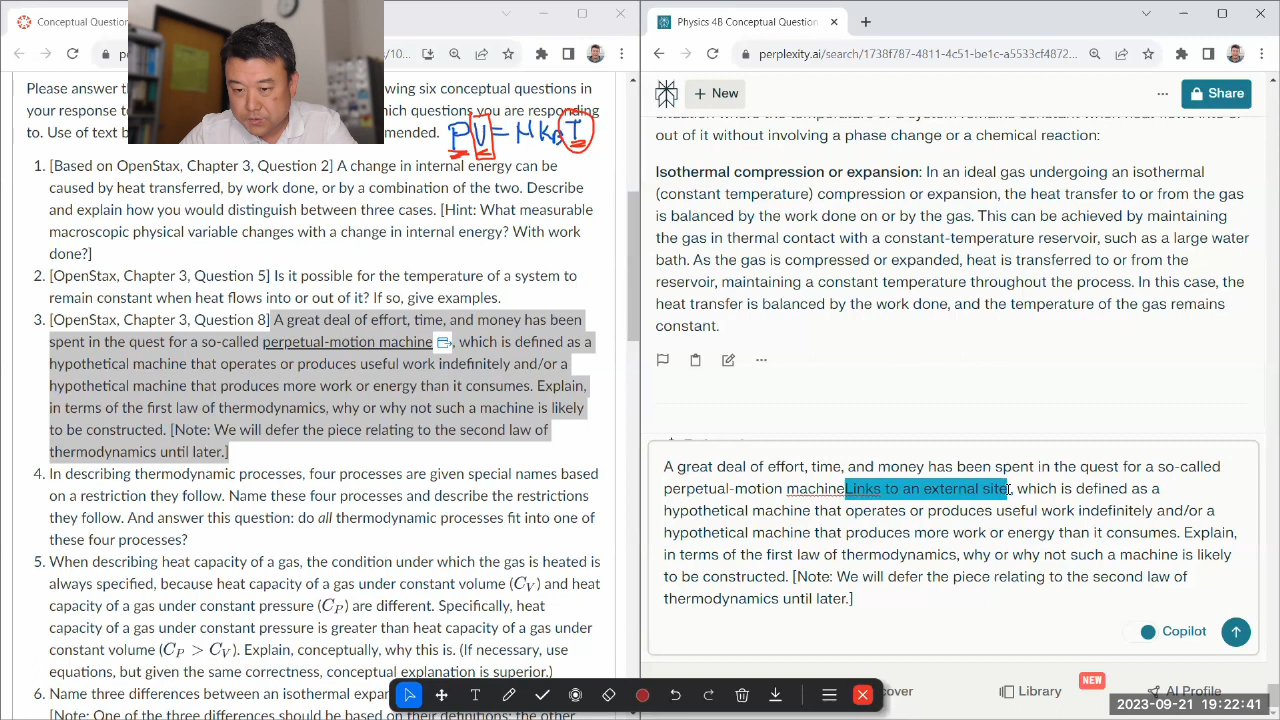 Conceptual Questions
10...
Please answer th
wing six conceptual questions in
your response to
hich questions you are responding
to. Use of text b
mmended.
PV = N k_B T
1. [Based on OpenStax, Chapter 3, Question 2] A change in internal energy can be
caused by heat transferred, by work done, or by a combination of the two. Describe
and explain how you would distinguish between three cases. [Hint: What measurable
macroscopic physical variable changes with a change in internal energy? With work
done?]
2. [OpenStax, Chapter 3, Question 5] Is it possible for the temperature of a system to
remain constant when heat flows into or out of it? If so, give examples.
3. [OpenStax, Chapter 3, Question 8] A great deal of effort, time, and money has been
spent in the quest for a so-called perpetual-motion machine , which is defined as a
hypothetical machine that operates or produces useful work indefinitely and/or a
hypothetical machine that produces more work or energy than it consumes. Explain,
in terms of the first law of thermodynamics, why or why not such a machine is likely
to be constructed. [Note: We will defer the piece relating to the second law of
thermodynamics until later.]
4. In describing thermodynamic processes, four processes are given special names based
on a restriction they follow. Name these four processes and describe the restrictions
they follow. And answer this question: do all thermodynamic processes fit into one of
these four processes?
5. When describing heat capacity of a gas, the condition under which the gas is heated is
always specified, because heat capacity of a gas under constant volume (C_V) and heat
capacity of a gas under constant pressure (C_P) are different. Specifically, heat
capacity of a gas under constant pressure is greater than heat capacity of a gas under
constant volume (C_P > C_V). Explain, conceptually, why this is. (If necessary, use
equations, but given the same correctness, conceptual explanation is superior.)
6. Name three differences between an isothermal expan
[Note: One of the three differences should be based on their definitions; the other
Physics 4B Conceptual Question
perplexity.ai/search/1738f787-4811-4c51-be1c-a5533cf4872...
New
Share
out of it without involving a phase change or a chemical reaction:
Isothermal compression or expansion: In an ideal gas undergoing an isothermal
(constant temperature) compression or expansion, the heat transfer to or from the gas
is balanced by the work done on or by the gas. This can be achieved by maintaining
the gas in thermal contact with a constant-temperature reservoir, such as a large water
bath. As the gas is compressed or expanded, heat is transferred to or from the
reservoir, maintaining a constant temperature throughout the process. In this case, the
heat transfer is balanced by the work done, and the temperature of the gas remains
constant.
A great deal of effort, time, and money has been spent in the quest for a so-called
perpetual-motion machineLinks to an external site., which is defined as a
hypothetical machine that operates or produces useful work indefinitely and/or a
hypothetical machine that produces more work or energy than it consumes. Explain,
in terms of the first law of thermodynamics, why or why not such a machine is likely
to be constructed. [Note: We will defer the piece relating to the second law of
thermodynamics until later.]
Copilot
cover
Library
NEW
AI Profile
2023-09-21 19:22:41